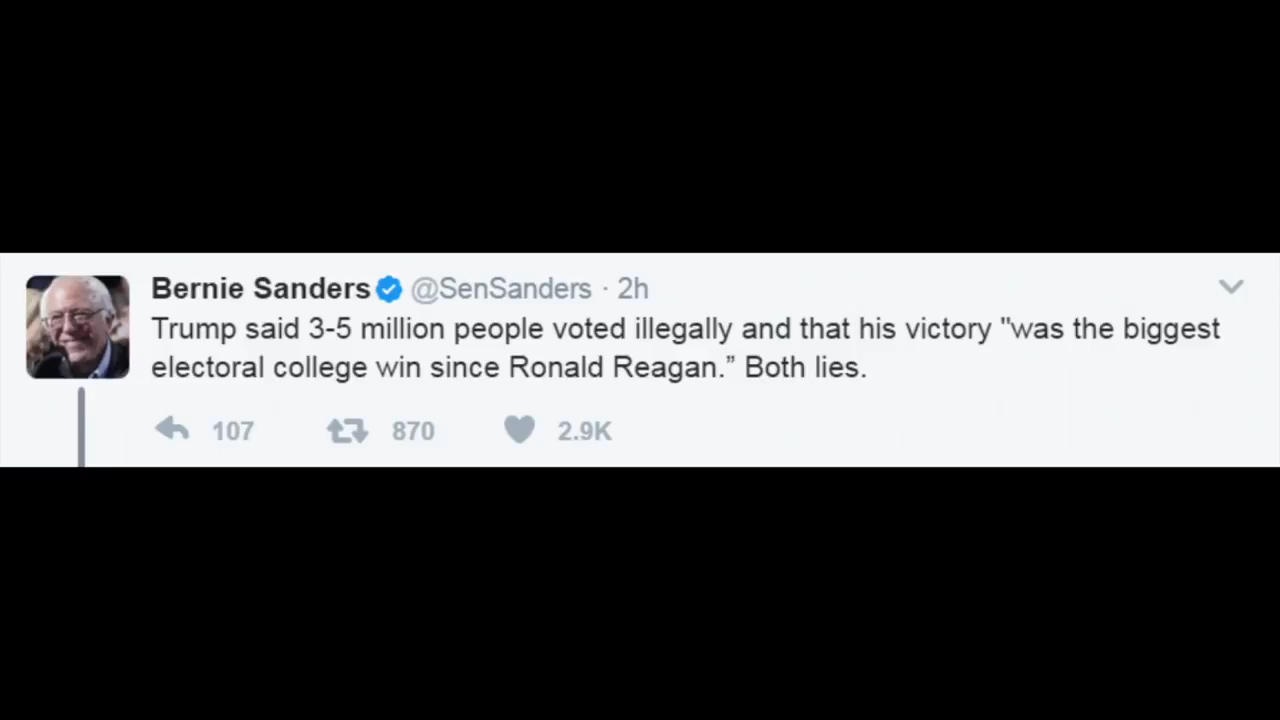 Bernie Sanders @SenSanders · 2h
Trump said 3-5 million people voted illegally and that his victory "was the biggest
electoral college win since Ronald Reagan.” Both lies.
107 870 2.9K